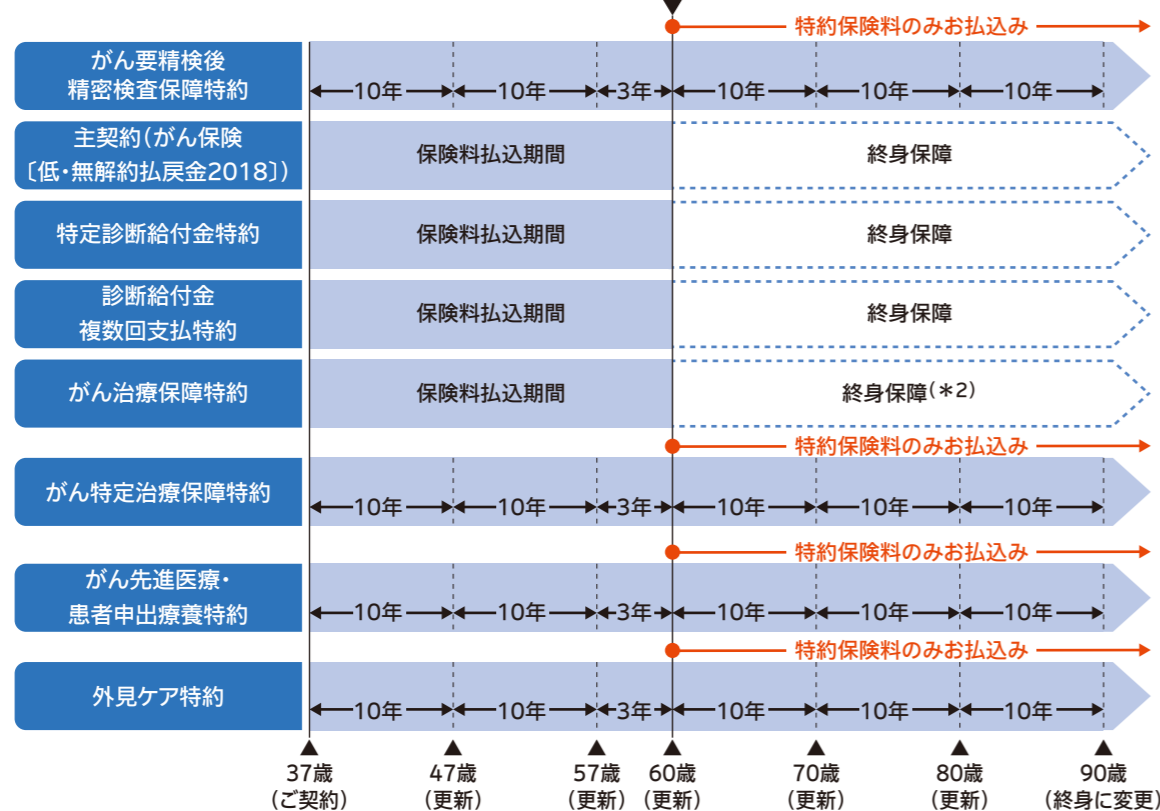 特約保険料のみお払込み
がん要精検後
精密検査保障特約
10年 10年 3年 10年 10年 10年
主契約(がん保険
〔低・無解約払戻金2018〕)
保険料払込期間 終身保障
特定診断給付金特約
保険料払込期間 終身保障
診断給付金
複数回支払特約
保険料払込期間 終身保障
がん治療保障特約
保険料払込期間 終身保障(*2)
特約保険料のみお払込み
がん特定治療保障特約
10年 10年 3年 10年 10年 10年
特約保険料のみお払込み
がん先進医療・
患者申出療養特約
10年 10年 3年 10年 10年 10年
特約保険料のみお払込み
外見ケア特約
10年 10年 3年 10年 10年 10年
37歳 47歳 57歳 60歳 70歳 80歳 90歳
(ご契約) (更新) (更新) (更新) (更新) (更新) (終身に変更)